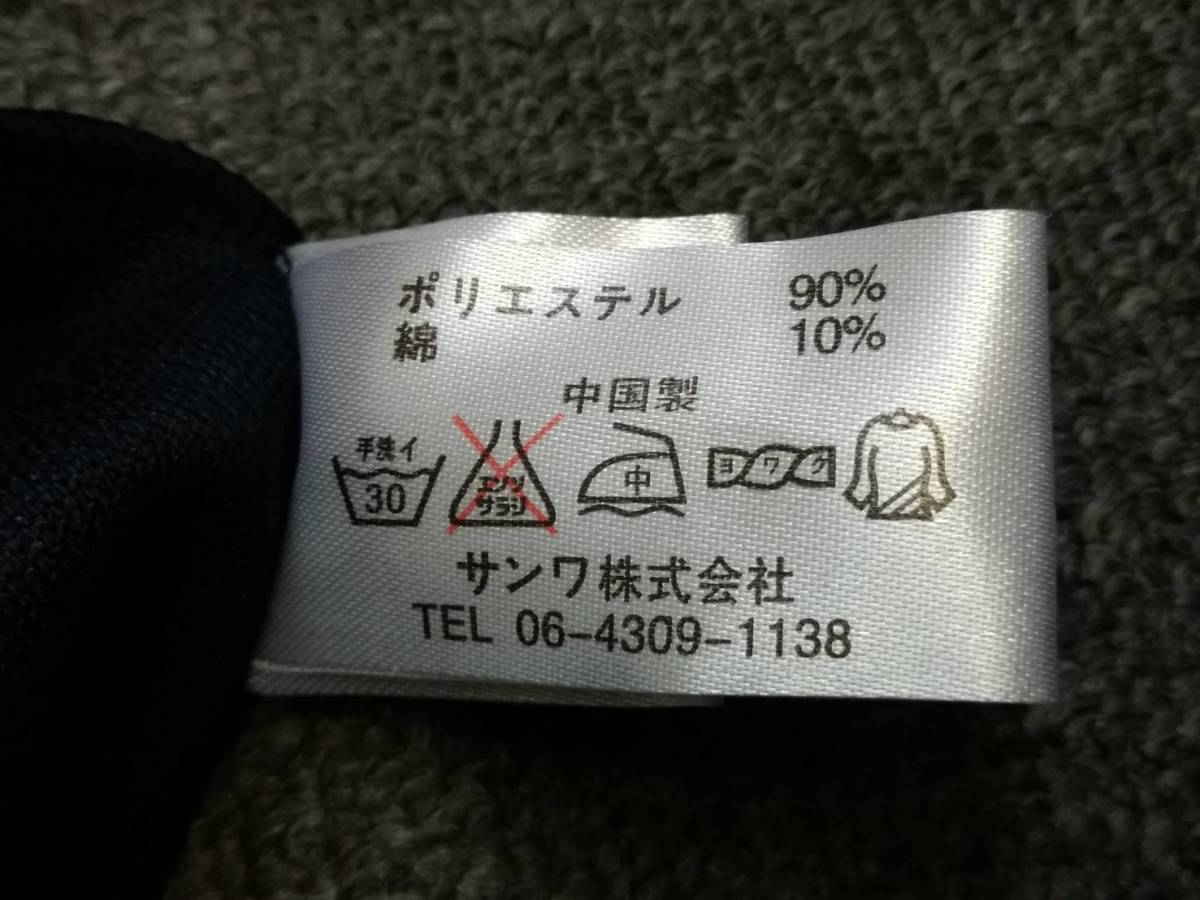 ポリエステル 90%
綿 10%
中国製
手洗イ
30
エンソ
サラシ
中
ヨワク
サンワ株式会社
TEL 06-4309-1138